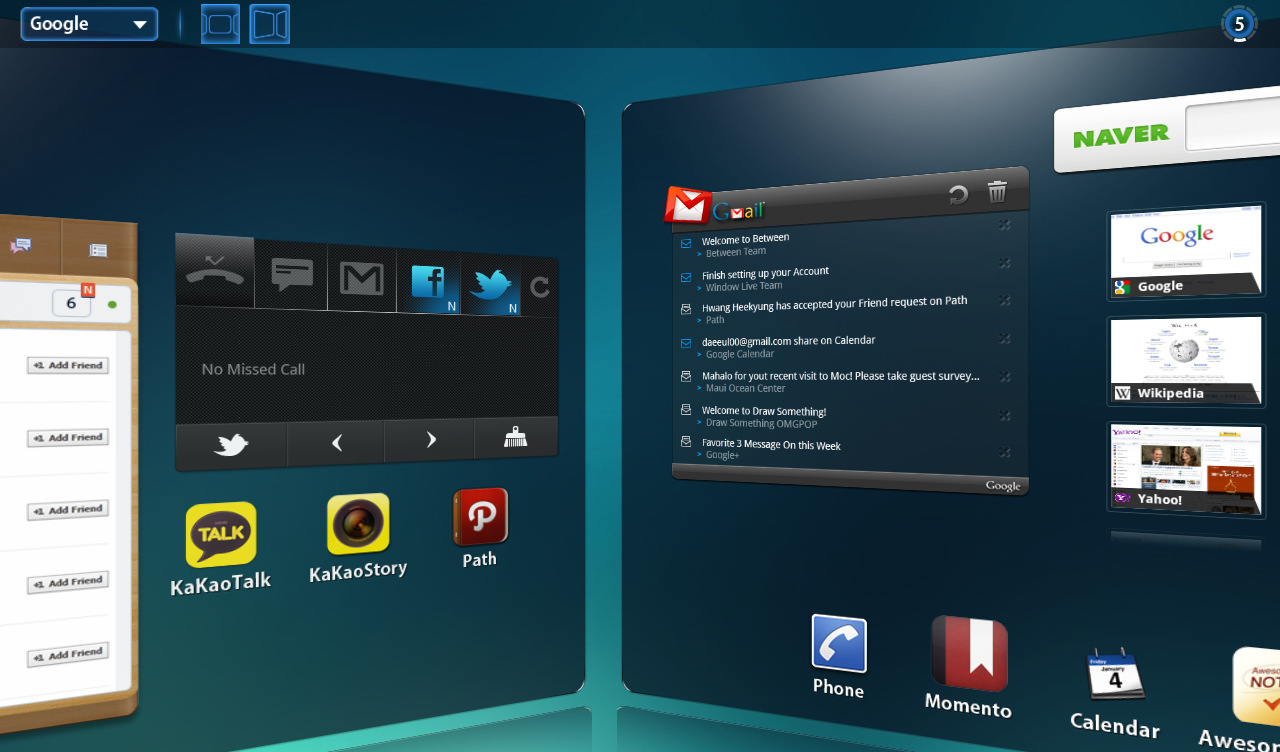 Google
5
6
N
+1 Add Friend
+1 Add Friend
+1 Add Friend
+1 Add Friend
+1 Add Friend
N
N
No Missed Call
TALK
KaKaoTalk
KaKaoStory
Path
NAVER
Gmail
Welcome to Between
> Between Team
Finish setting up your Account
> Window Live Team
Hwang Heekyung has accepted your Friend request on Path
> Path
daeeul00@gmail.com share on Calendar
> Google Calendar
Mahalo for yout recent visit to Moc! Please take guest survey...
> Maui Ocean Center
Welcome to Draw Something!
> Draw Something OMGPOP
Favorite 3 Message On this Week
> Google+
Google
Google
Google
W Wikipedia
YAHOO!
Yahoo!
Phone
Momento
Friday
January
4
Calendar
Aweso
NOT
Aweso